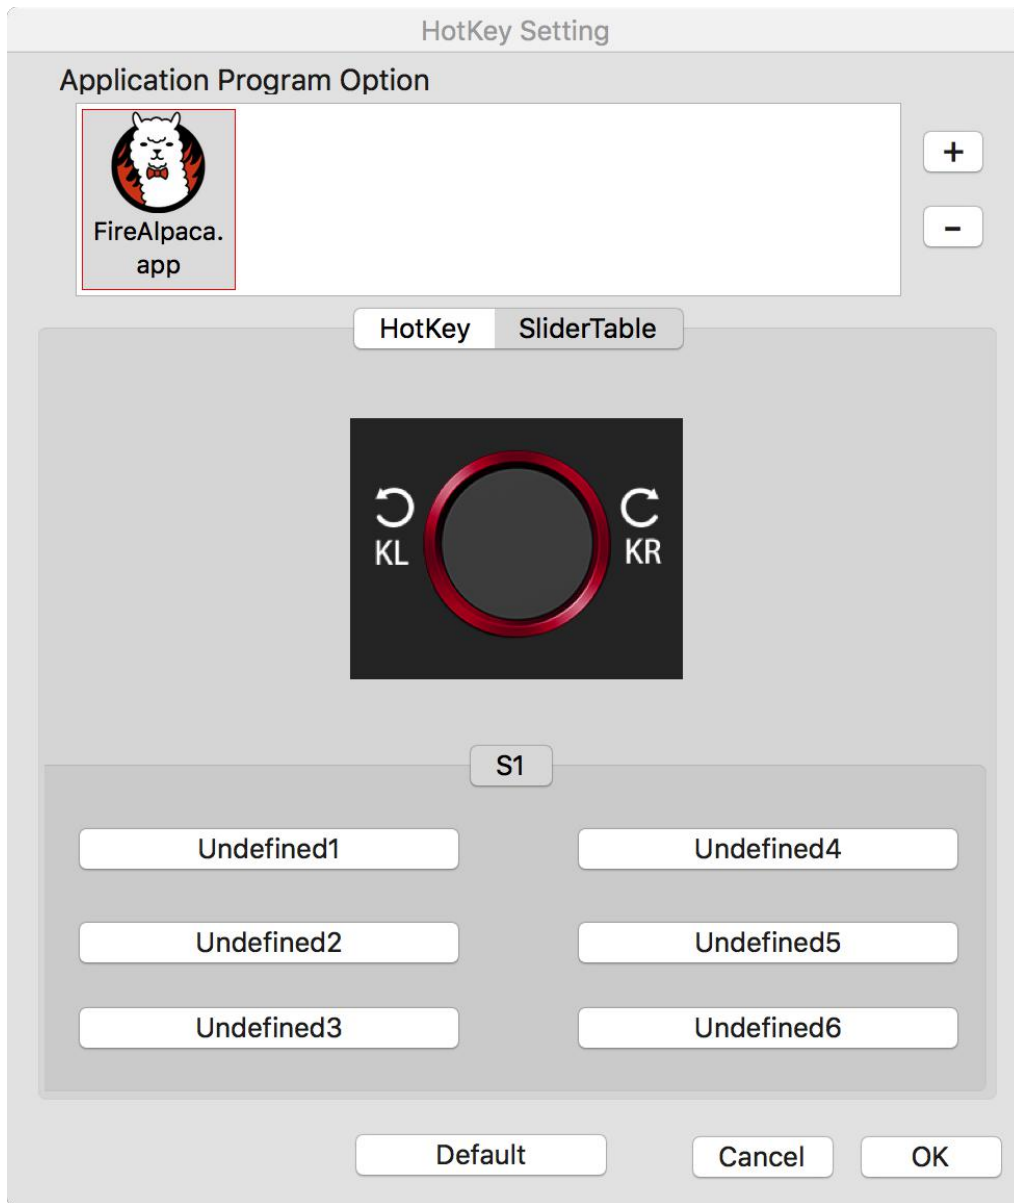 HotKey Setting
Application Program Option
+
-
FireAlpaca.
app
HotKey SliderTable
KL KR
S1
Undefined1 Undefined4
Undefined2 Undefined5
Undefined3 Undefined6
Default Cancel OK